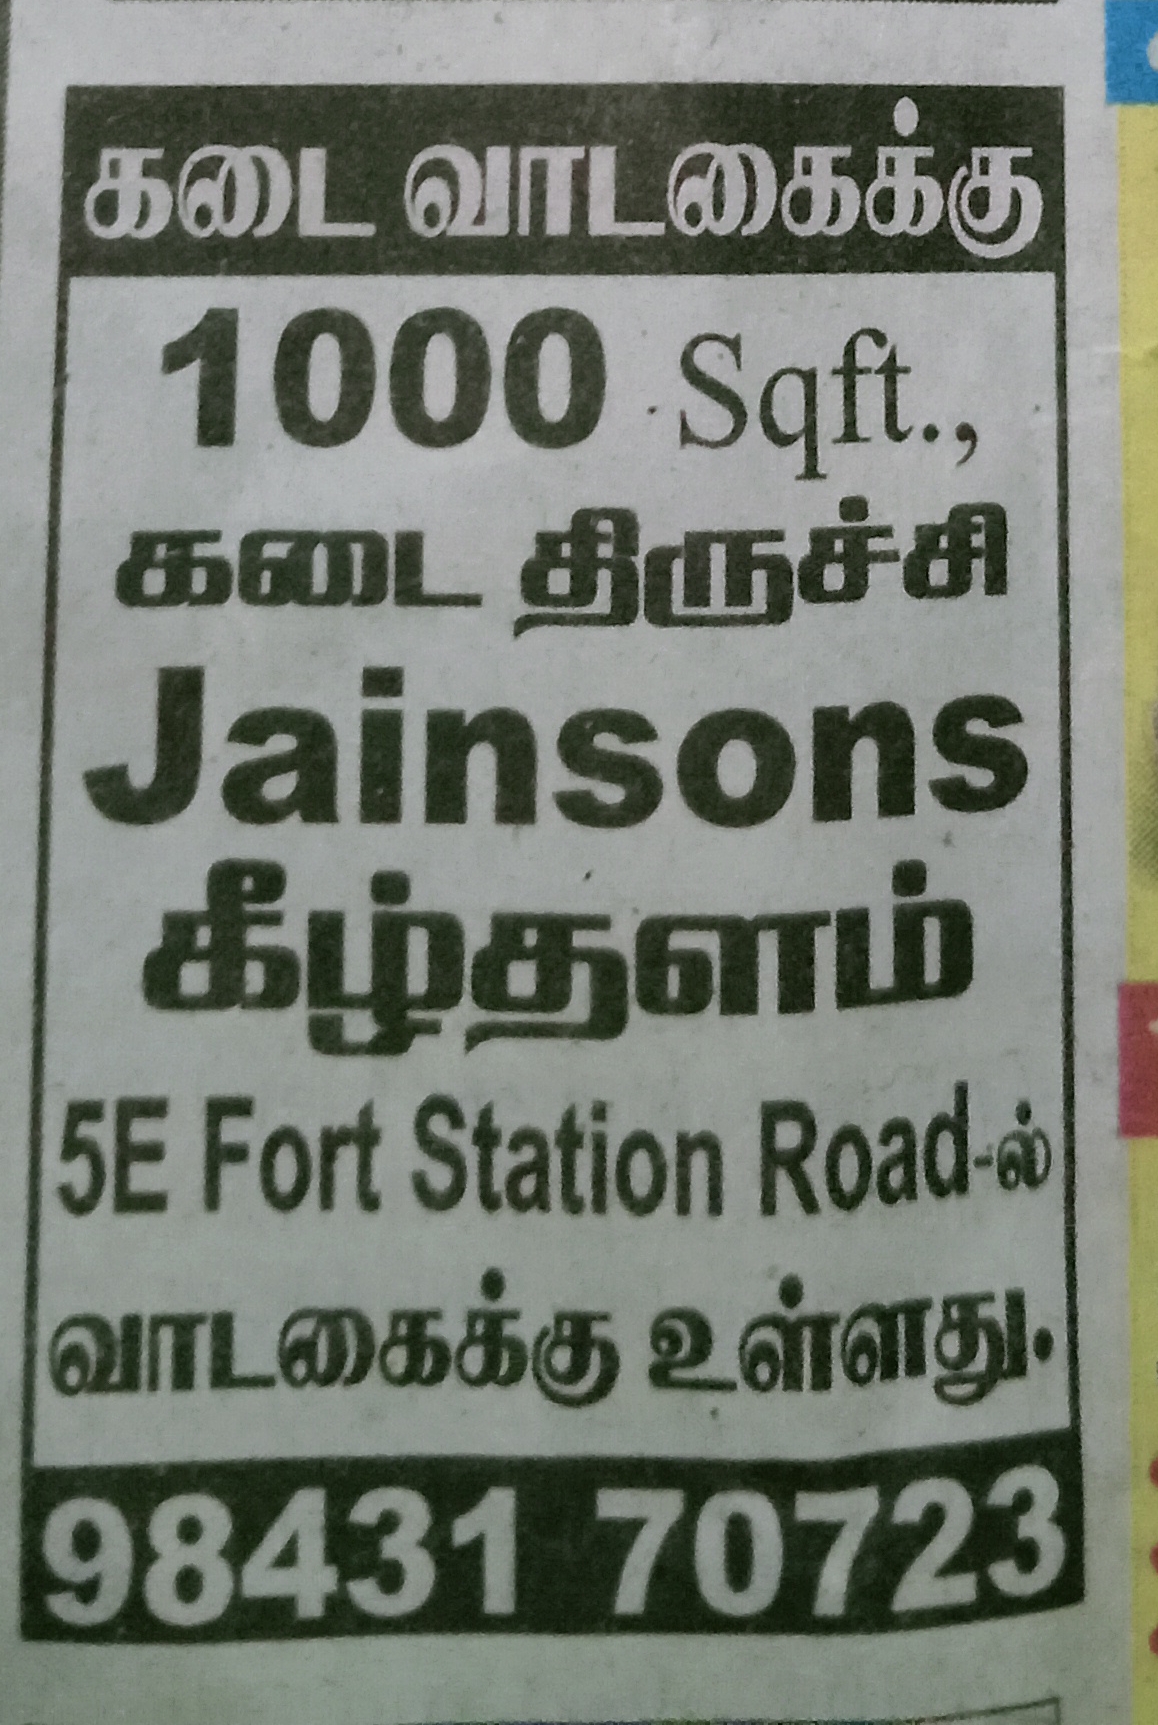 கடை வாடகைக்கு
1000 Sqft.,
கடை திருச்சி
Jainsons
கீழ்தளம்
5E Fort Station Road-ல்
வாடகைக்கு உள்ளது.
98431 70723